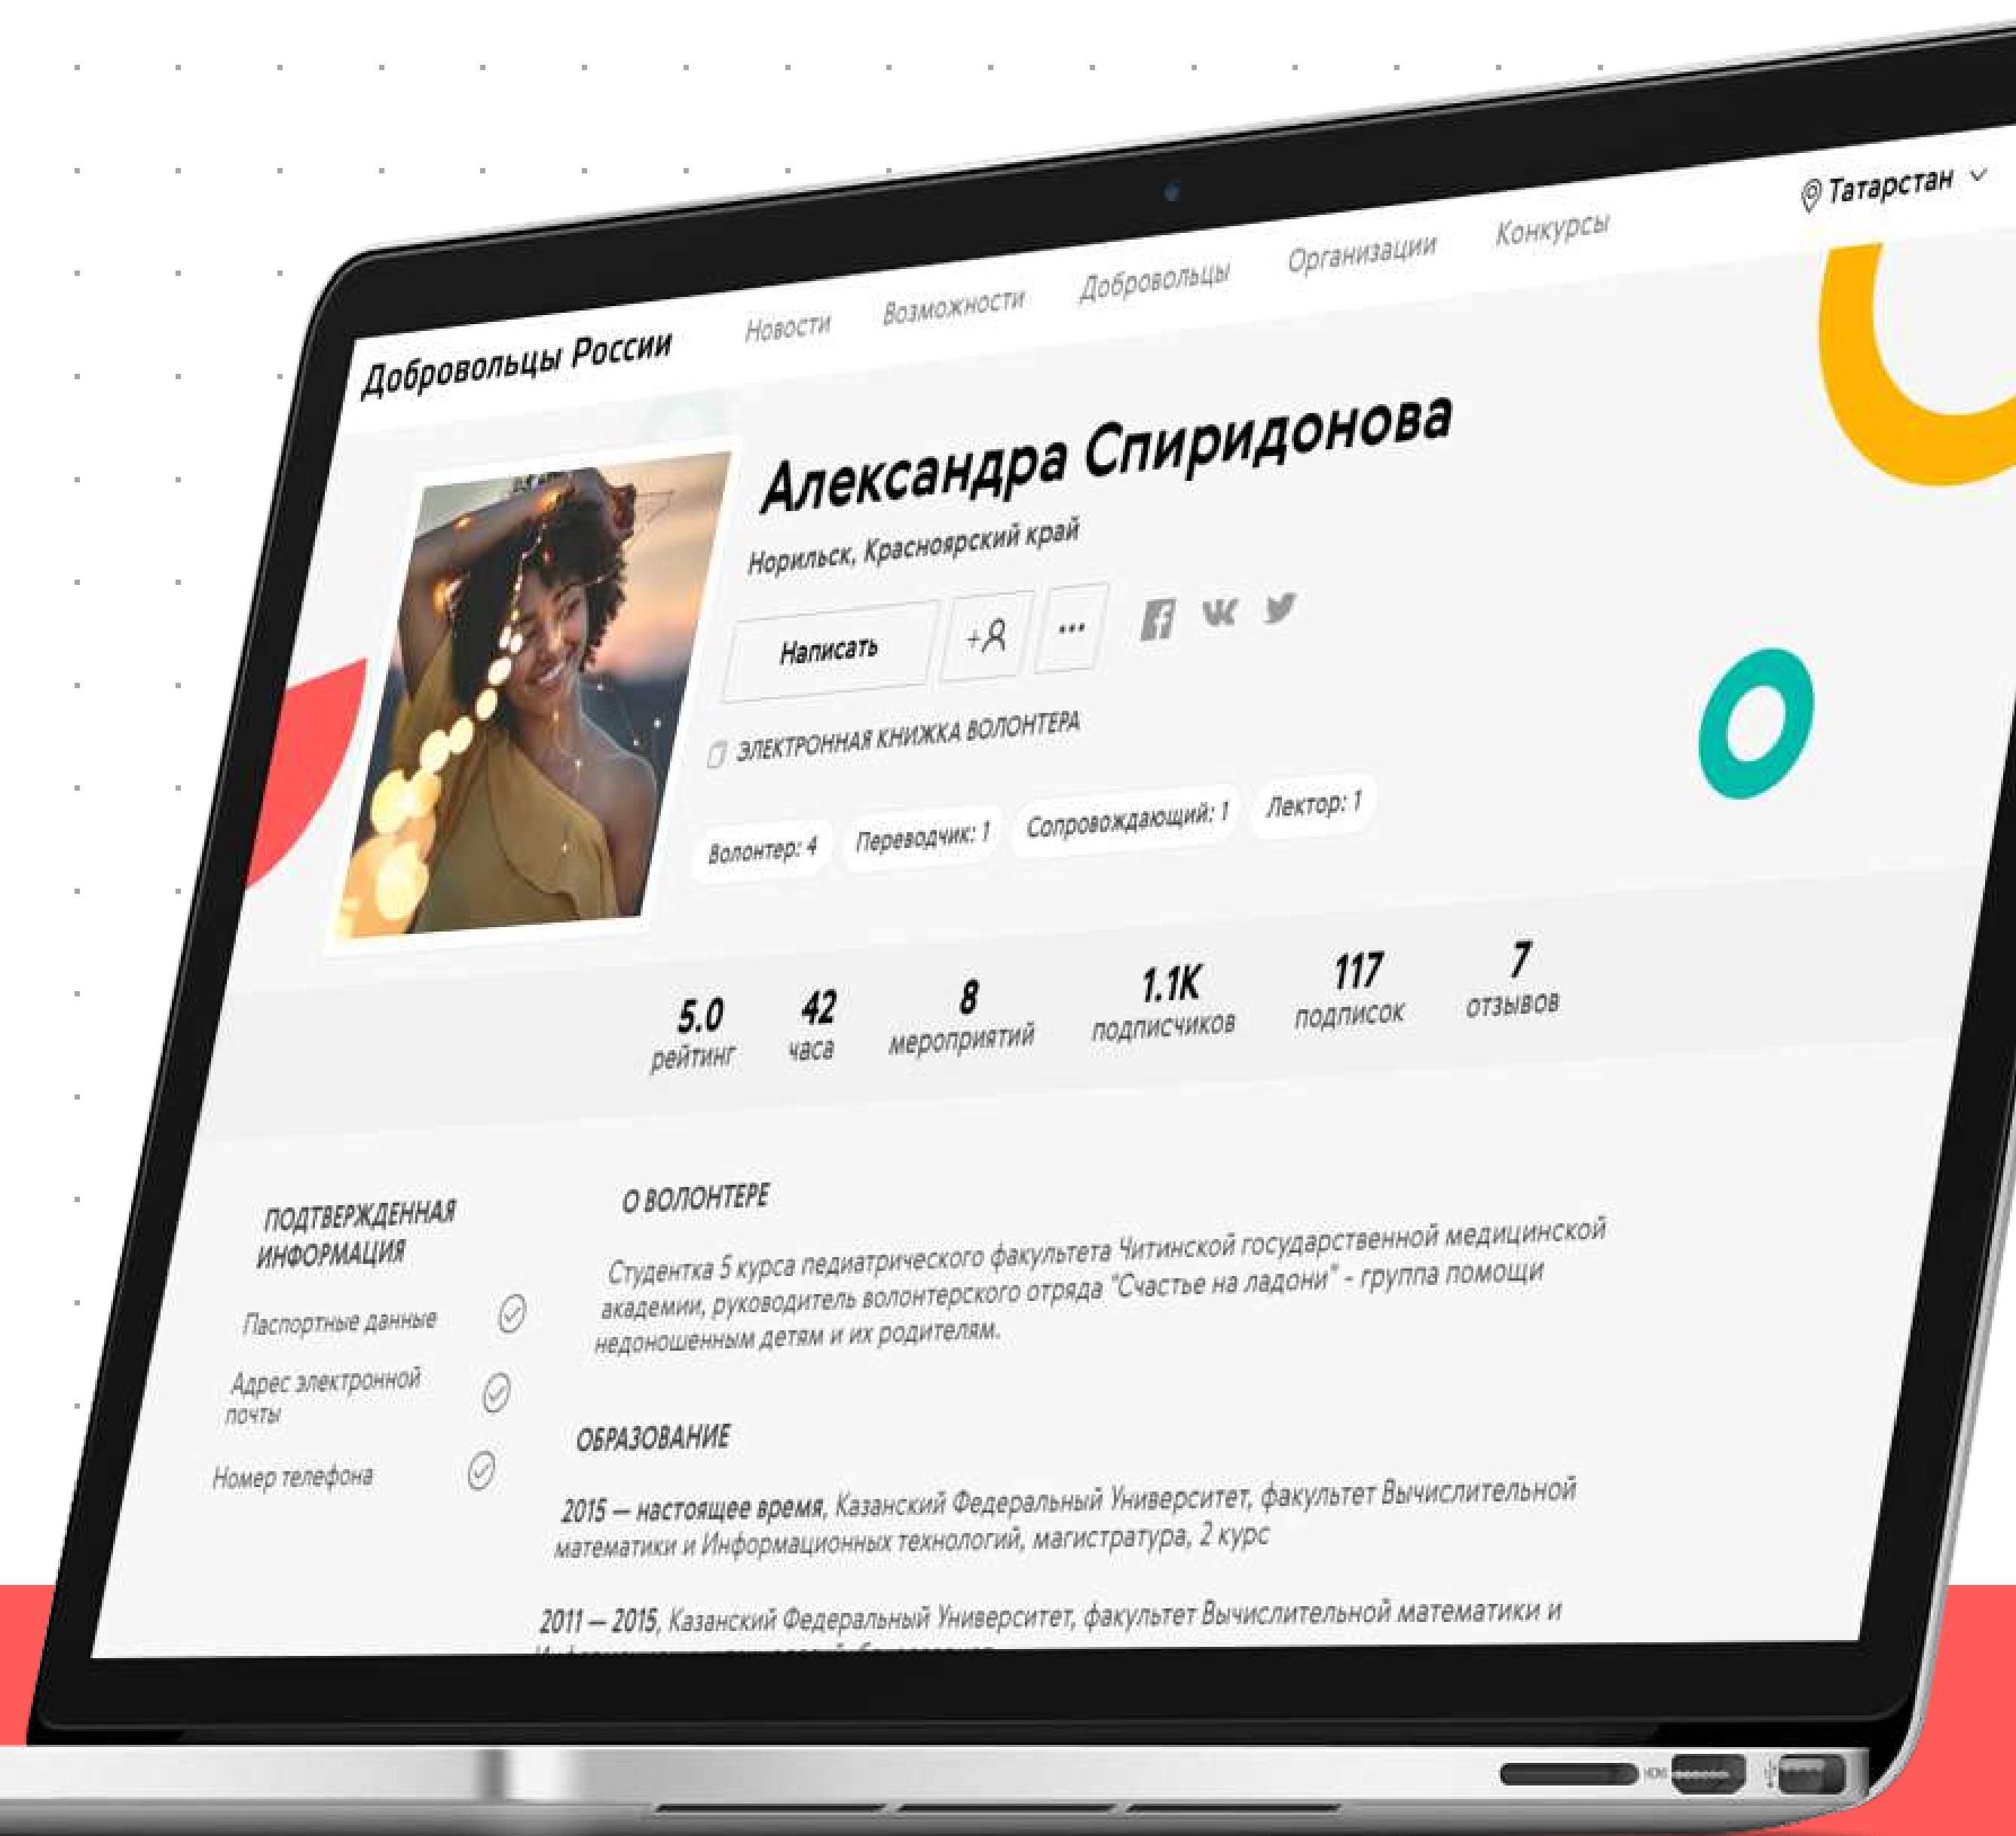 Татарстан
Добровольцы России
Новости
Возможности
Добровольцы
Организации
Конкурсы
Александра Спиридонова
Норильск, Красноярский край
Написать
ЭЛЕКТРОННАЯ КНИЖКА ВОЛОНТЕРА
Волонтер: 4
Переводчик: 1
Сопровождающий: 1
Лектор: 1
5.0
рейтинг
42
часа
8
мероприятий
1.1K
подписчиков
117
подписок
7
отзывов
ПОДТВЕРЖДЕННАЯ
ИНФОРМАЦИЯ
Паспортные данные
Адрес электронной
почты
Номер телефона
О ВОЛОНТЕРЕ
Студентка 5 курса педиатрического факультета Читинской государственной медицинской
академии, руководитель волонтерского отряда "Счастье на ладони" - группа помощи
недоношенным детям и их родителям.
ОБРАЗОВАНИЕ
2015 — настоящее время, Казанский Федеральный Университет, факультет Вычислительной
математики и Информационных технологий, магистратура, 2 курс
2011 — 2015, Казанский Федеральный Университет, факультет Вычислительной математики и